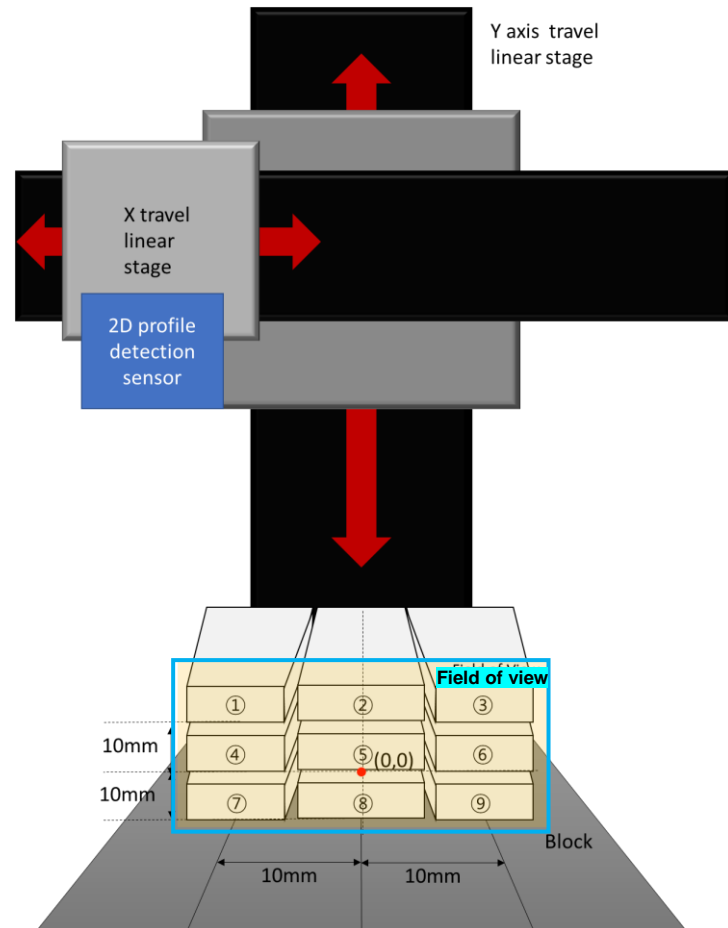 Y axis  travel
linear stage
X travel
linear
stage
2D profile
detection
sensor
Field of view
① ② ③
10mm
④ ⑤ ⑥
(0,0)
10mm
⑦ ⑧ ⑨
Block
10mm 10mm